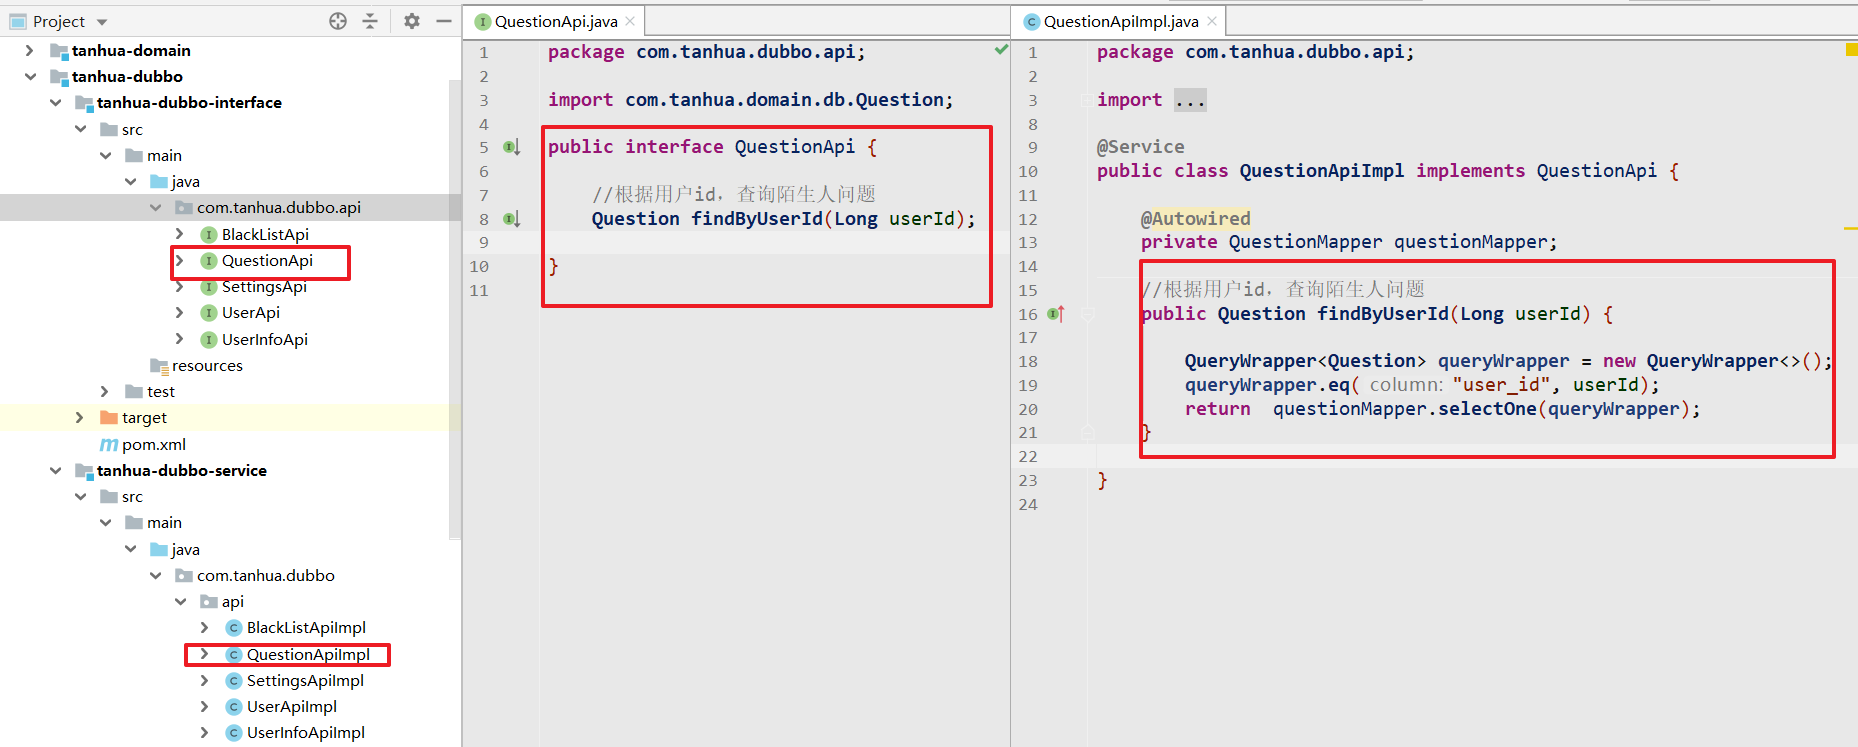 Project
tanhua-domain
tanhua-dubbo
tanhua-dubbo-interface
src
main
java
com.tanhua.dubbo.api
BlackListApi
QuestionApi
SettingsApi
UserApi
UserInfoApi
resources
test
target
pom.xml
tanhua-dubbo-service
src
main
java
com.tanhua.dubbo
api
BlackListApiImpl
QuestionApiImpl
SettingsApiImpl
UserApiImpl
UserInfoApiImpl
QuestionApi.java
1 package com.tanhua.dubbo.api;
2
3 import com.tanhua.domain.db.Question;
4
5 public interface QuestionApi {
6
7 //根据用户id，查询陌生人问题
8 Question findByUserId(Long userId);
9
10 }
11
QuestionApiImpl.java
1 package com.tanhua.dubbo.api;
2
3 import ...
8
9 @Service
10 public class QuestionApiImpl implements QuestionApi {
11
12 @Autowired
13 private QuestionMapper questionMapper;
14
15 //根据用户id，查询陌生人问题
16 public Question findByUserId(Long userId) {
17
18 QueryWrapper<Question> queryWrapper = new QueryWrapper<>();
19 queryWrapper.eq( column: "user_id", userId);
20 return questionMapper.selectOne(queryWrapper);
21 }
22
23 }
24